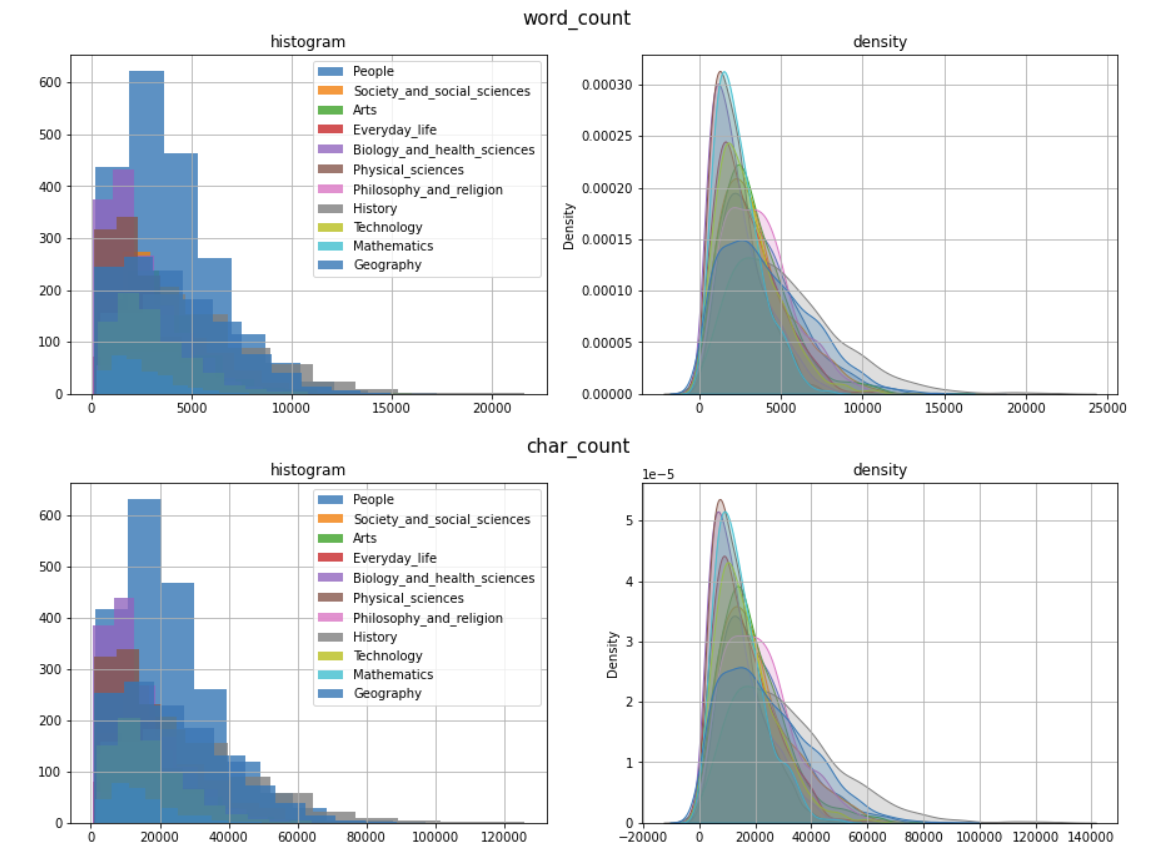 word_count
histogram
density
600
500
400
300
200
100
0
0 5000 10000 15000 20000
People
Society_and_social_sciences
Arts
Everyday_life
Biology_and_health_sciences
Physical_sciences
Philosophy_and_religion
History
Technology
Mathematics
Geography
Density
0.00030
0.00025
0.00020
0.00015
0.00010
0.00005
0.00000
0 5000 10000 15000 20000 25000
char_count
histogram
density
600
500
400
300
200
100
0
0 20000 40000 60000 80000 100000 120000
People
Society_and_social_sciences
Arts
Everyday_life
Biology_and_health_sciences
Physical_sciences
Philosophy_and_religion
History
Technology
Mathematics
Geography
1e−5
Density
5
4
3
2
1
0
−20000 0 20000 40000 60000 80000 100000 120000 140000